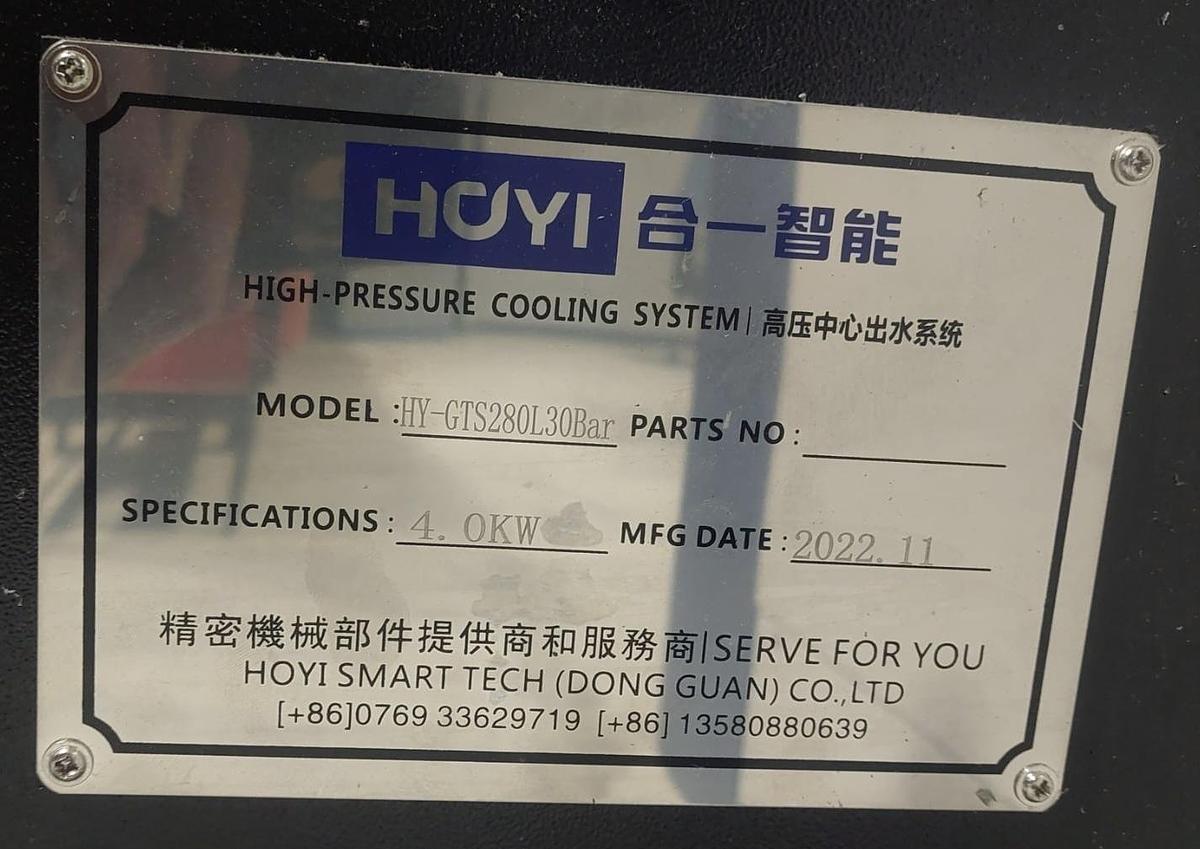 HOYI 合一智能
HIGH-PRESSURE COOLING SYSTEM|高压中心出水系统
MODEL :HY-GTS280L30Bar PARTS NO :
SPECIFICATIONS : 4.0KW MFG DATE :2022.11
精密機械部件提供商和服務商|SERVE FOR YOU
HOYI SMART TECH (DONG GUAN) CO.,LTD
[+86]0769 33629719 [+86] 13580880639